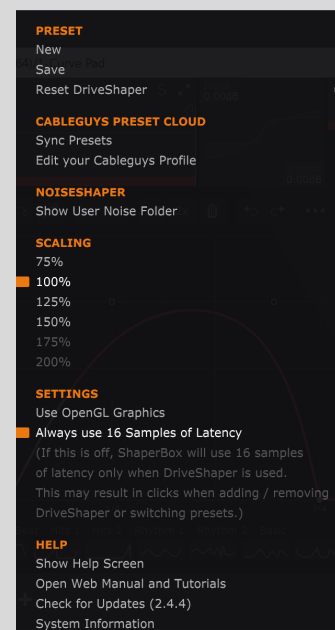 PRESET
New
Save
Reset DriveShaper
CABLEGUYS PRESET CLOUD
Sync Presets
Edit your Cableguys Profile
NOISESHAPER
Show User Noise Folder
SCALING
75%
100%
125%
150%
175%
200%
SETTINGS
Use OpenGL Graphics
Always use 16 Samples of Latency
(If this is off, ShaperBox will use 16 samples
of latency only when DriveShaper is used.
This may result in clicks when adding / removing
DriveShaper or switching presets.)
HELP
Show Help Screen
Open Web Manual and Tutorials
Check for Updates (2.4.4)
System Information